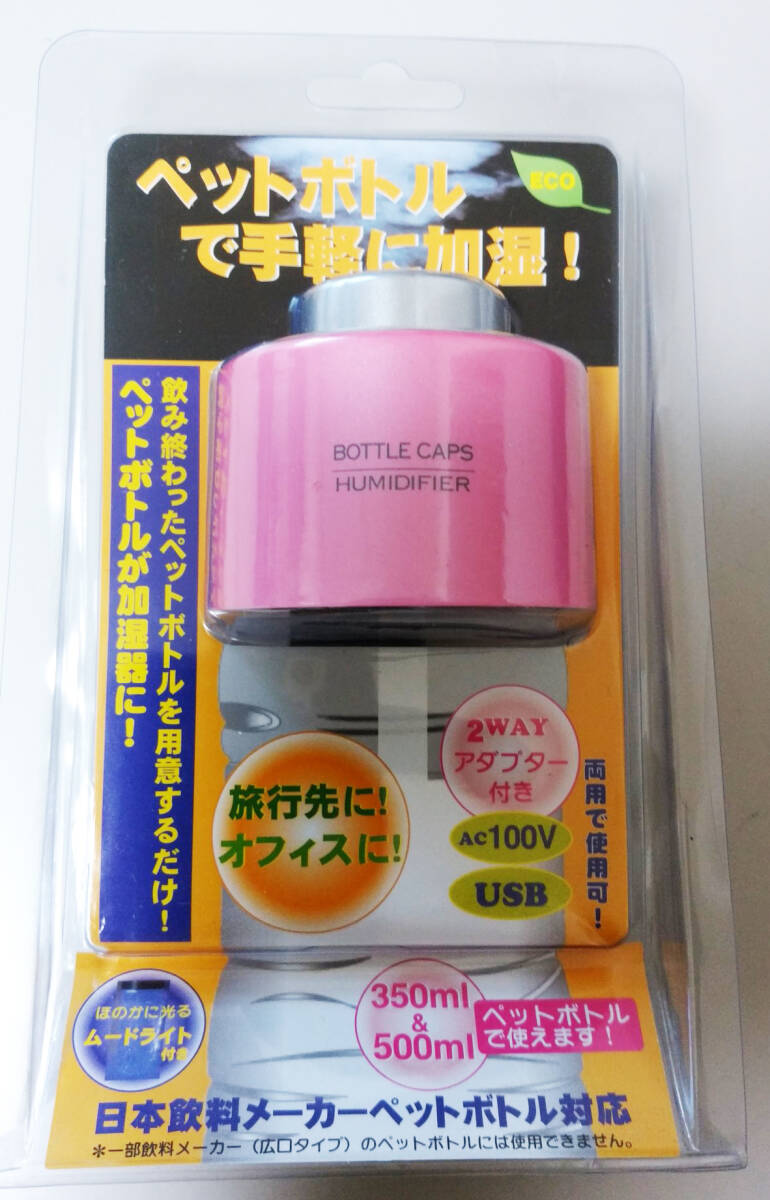 ペットボトル
で手軽に加湿！
ECO
BOTTLE CAPS
HUMIDIFIER
飲み終わったペットボトルを用意するだけ！
ペットボトルが加湿器に！
旅行先に！
オフィスに！
2WAY
アダプター
付き
AC100V
USB
両用で使用可！
ほのかに光る
ムードライト
付き
350ml
&
500ml
ペットボトル
で使えます！
日本飲料メーカーペットボトル対応
＊一部飲料メーカー（広口タイプ）のペットボトルには使用できません。